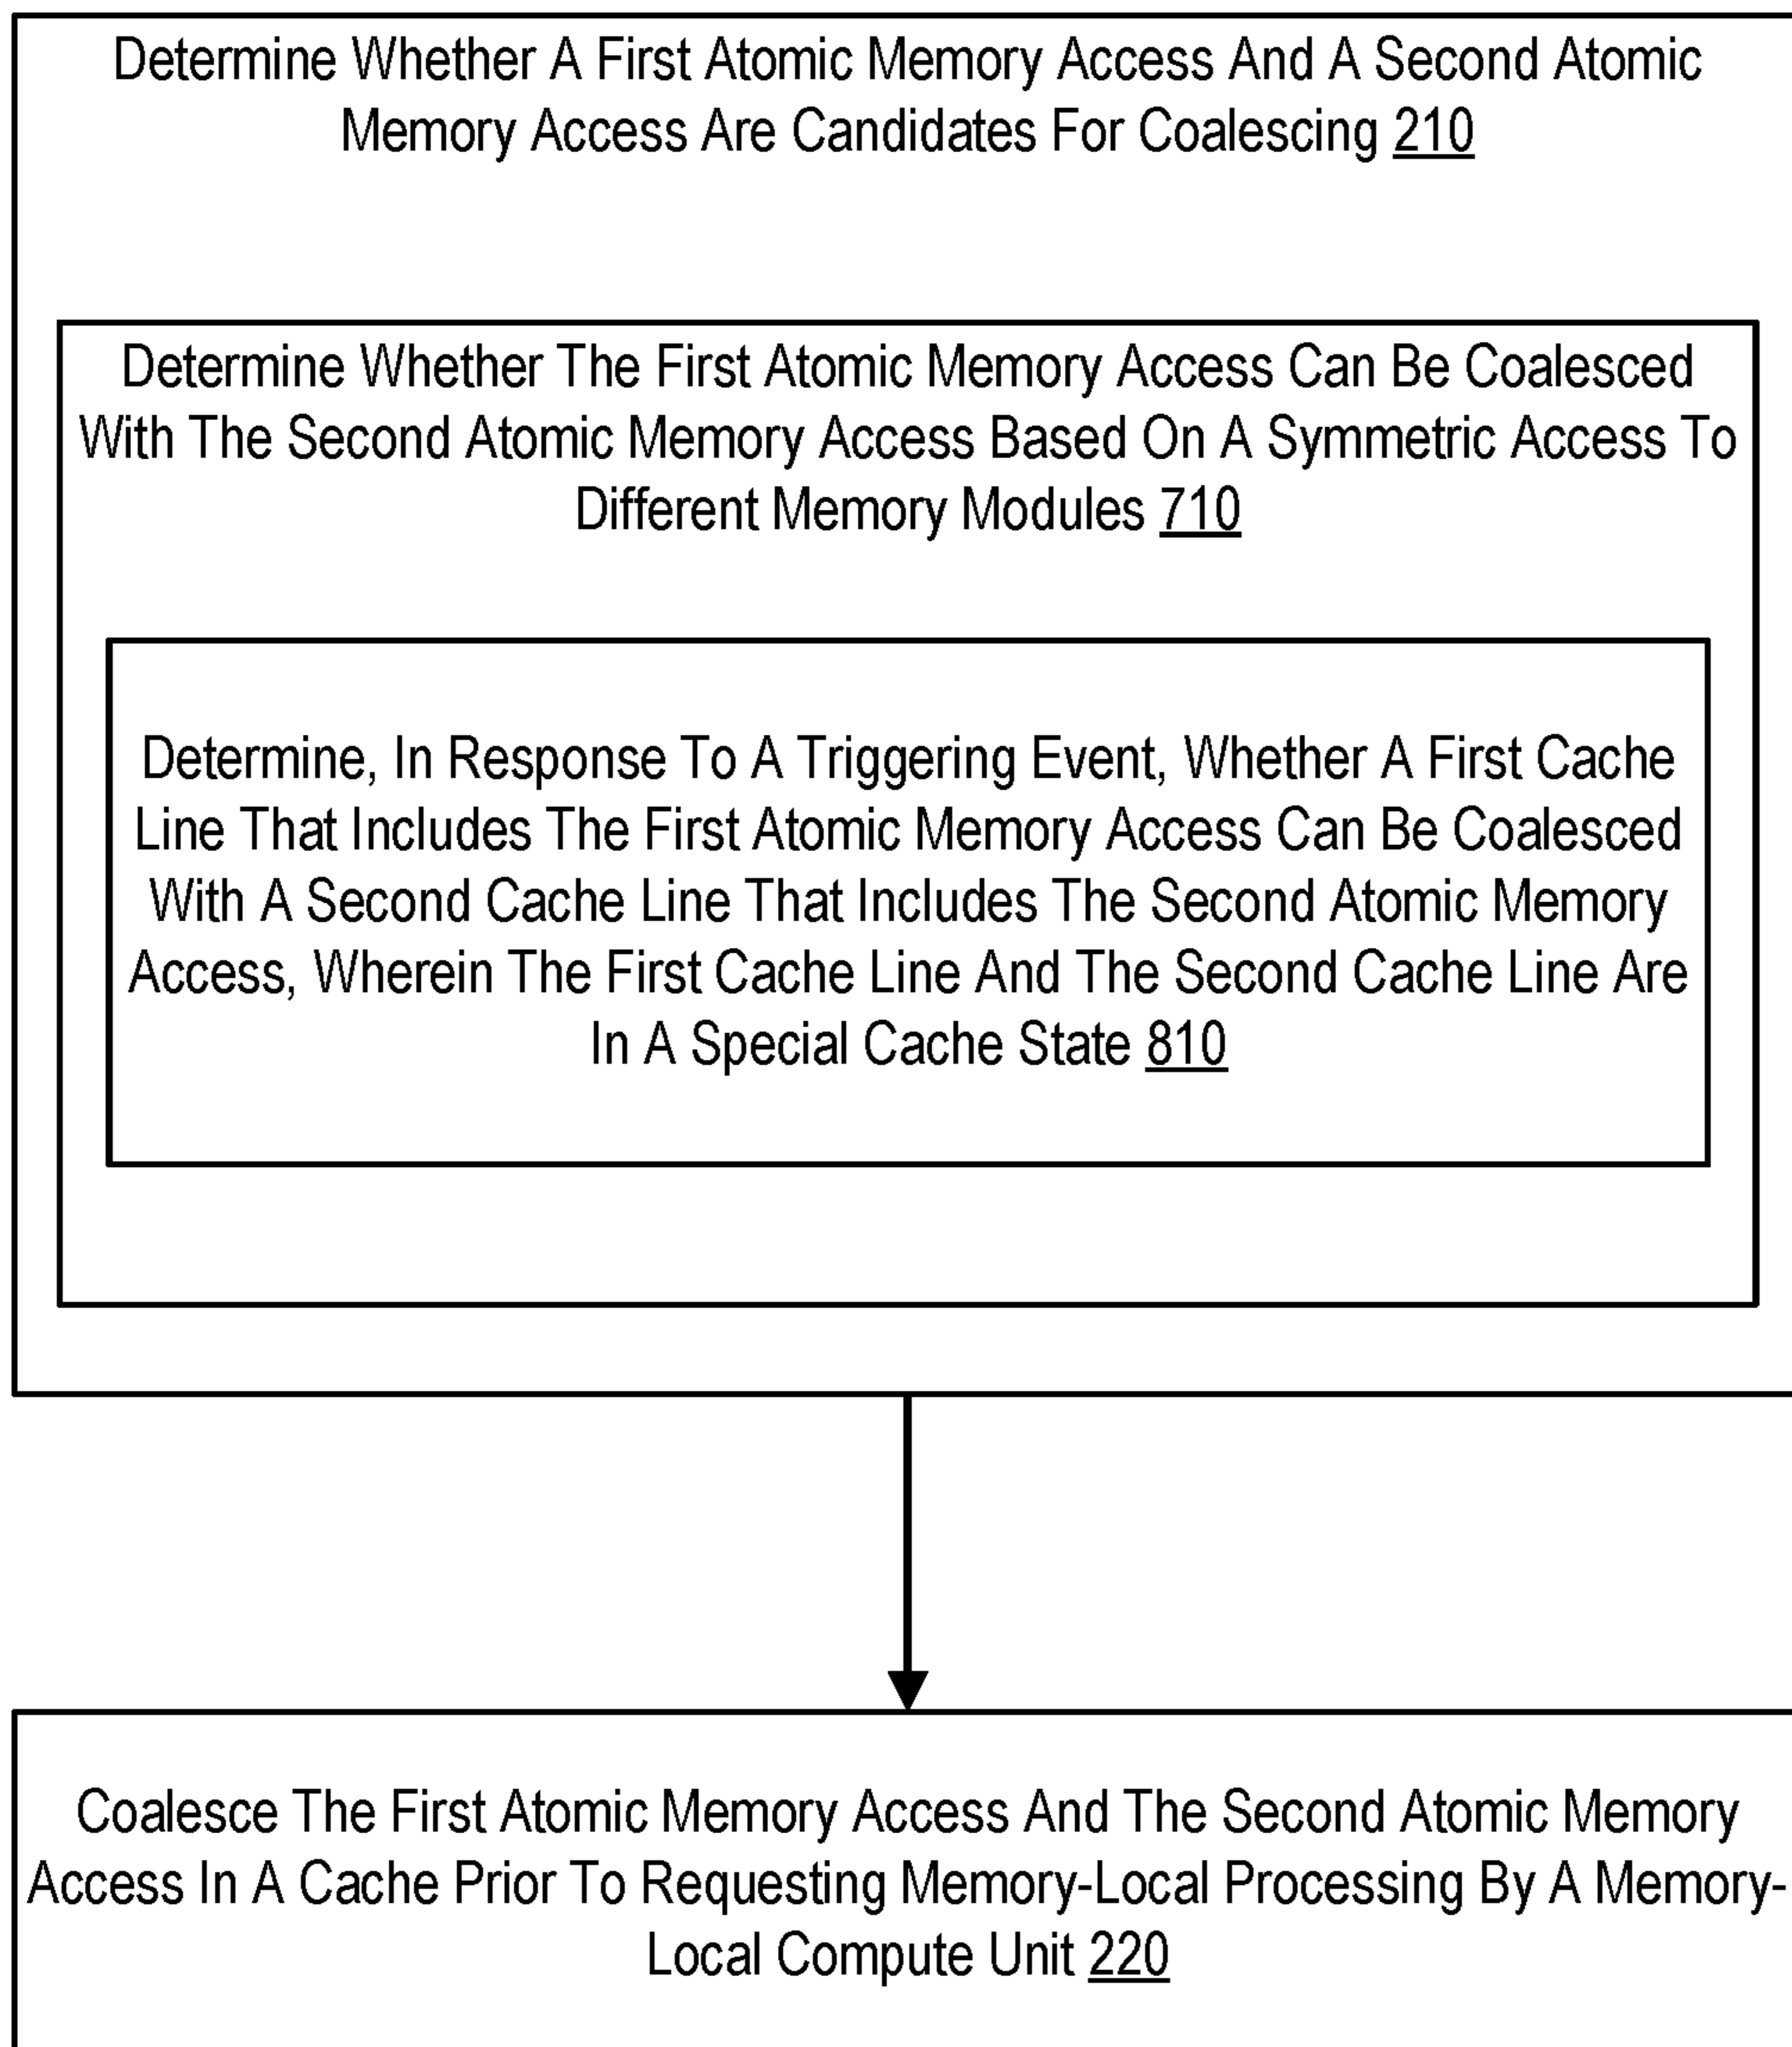 Determine Whether A First Atomic Memory Access And A Second Atomic
Memory Access Are Candidates For Coalescing 210
Determine Whether The First Atomic Memory Access Can Be Coalesced
With The Second Atomic Memory Access Based On A Symmetric Access To
Different Memory Modules 710
Determine, In Response To A Triggering Event, Whether A First Cache
Line That Includes The First Atomic Memory Access Can Be Coalesced
With A Second Cache Line That Includes The Second Atomic Memory
Access, Wherein The First Cache Line And The Second Cache Line Are
In A Special Cache State 810
Coalesce The First Atomic Memory Access And The Second Atomic Memory
Access In A Cache Prior To Requesting Memory-Local Processing By A Memory-
Local Compute Unit 220